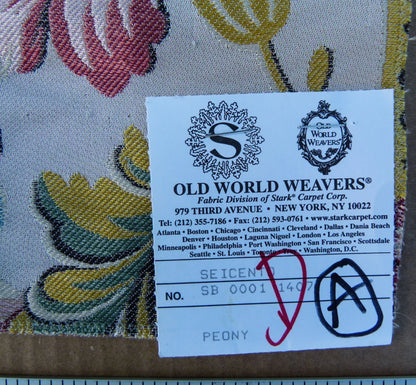 S
OLD
WORLD
WEAVERS
OLD WORLD WEAVERS®
Fabric Division of Stark® Carpet Corp.
979 THIRD AVENUE • NEW YORK, NY 10022
Tel: (212) 355-7186 • Fax: (212) 593-0761 • www.starkcarpet.com
Atlanta • Boston • Chicago • Cincinnati • Cleveland • Dallas • Dania Beach
Denver • Houston • Laguna Niguel • London • Los Angeles
Minneapolis • Philadelphia • Port Washington • San Francisco • Scottsdale
Seattle • St. Louis • Toronto • Troy • Washington, D.C.
SEICENTO
NO. SB 0001 1407
PEONY
D
A